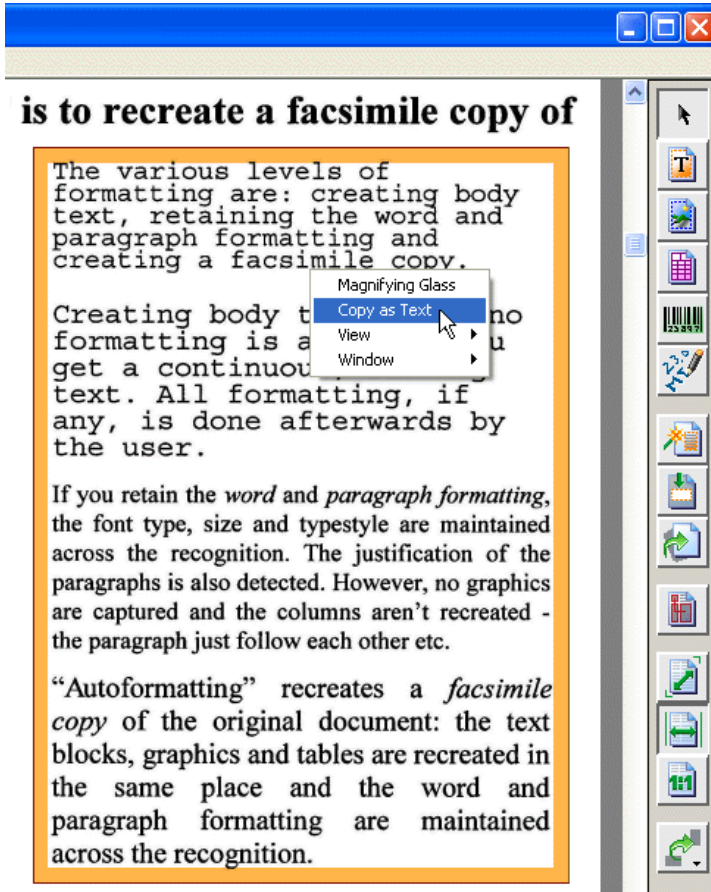 is to recreate a facsimile copy of
The various levels of
formatting are: creating body
text, retaining the word and
paragraph formatting and
creating a facsimile copy.
Magnifying Glass
Copy as Text
View
Window
Creating body t no
formatting is a u
get a continuou
text. All formatting, if
any, is done afterwards by
the user.
If you retain the word and paragraph formatting,
the font type, size and typestyle are maintained
across the recognition. The justification of the
paragraphs is also detected. However, no graphics
are captured and the columns aren't recreated -
the paragraph just follow each other etc.
“Autoformatting” recreates a facsimile
copy of the original document: the text
blocks, graphics and tables are recreated in
the same place and the word and
paragraph formatting are maintained
across the recognition.
T
23897
1:1